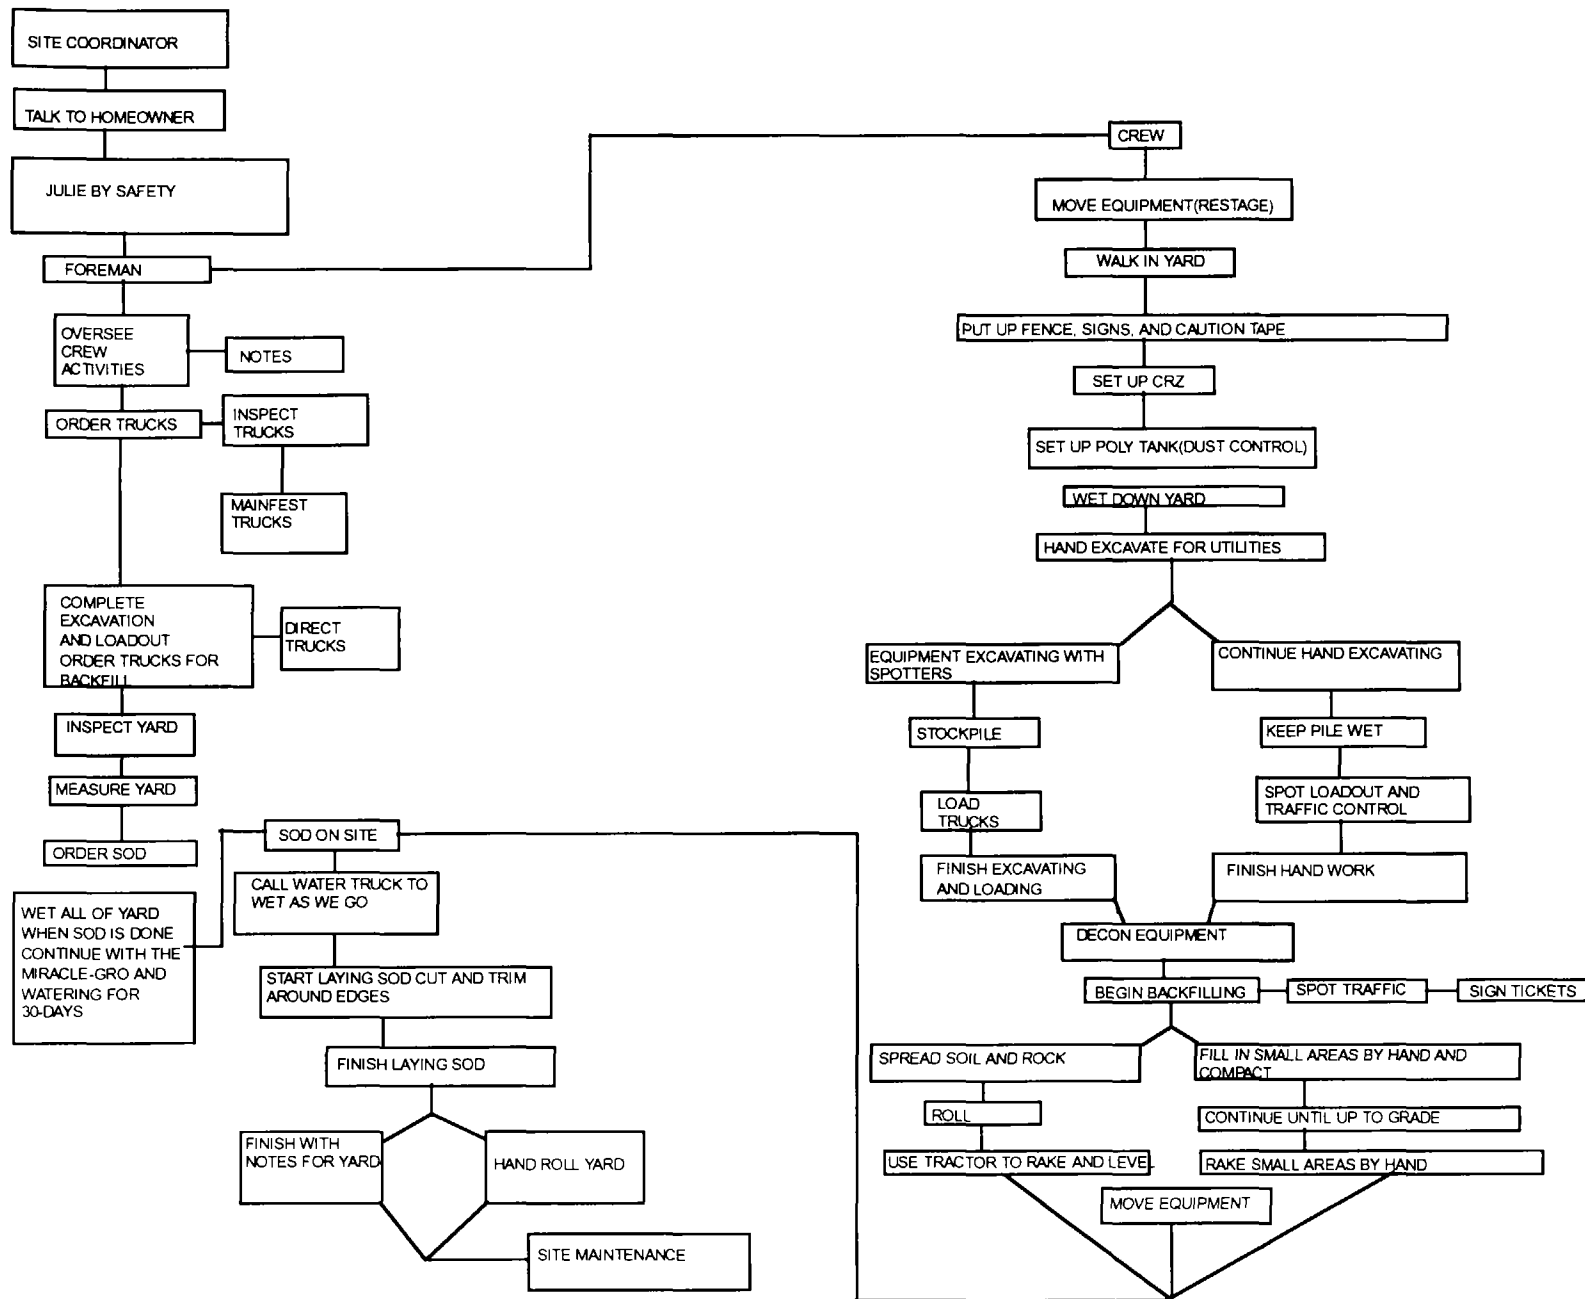 SITE COORDINATOR
TALK TO HOMEOWNER
JULIE BY SAFETY
FOREMAN
OVERSEE
CREW
ACTIVITIES
NOTES
ORDER TRUCKS
INSPECT
TRUCKS
MAINFEST
TRUCKS
COMPLETE
EXCAVATION
AND LOADOUT
ORDER TRUCKS FOR
BACKFILL
DIRECT
TRUCKS
INSPECT YARD
MEASURE YARD
ORDER SOD
CREW
MOVE EQUIPMENT(RESTAGE)
WALK IN YARD
PUT UP FENCE, SIGNS, AND CAUTION TAPE
SET UP CRZ
SET UP POLY TANK(DUST CONTROL)
WET DOWN YARD
HAND EXCAVATE FOR UTILITIES
EQUIPMENT EXCAVATING WITH
SPOTTERS
CONTINUE HAND EXCAVATING
STOCKPILE
KEEP PILE WET
LOAD
TRUCKS
SPOT LOADOUT AND
TRAFFIC CONTROL
FINISH EXCAVATING
AND LOADING
FINISH HAND WORK
DECON EQUIPMENT
BEGIN BACKFILLING
SPOT TRAFFIC
SIGN TICKETS
SPREAD SOIL AND ROCK
FILL IN SMALL AREAS BY HAND AND
COMPACT
ROLL
CONTINUE UNTIL UP TO GRADE
USE TRACTOR TO RAKE AND LEVEL
RAKE SMALL AREAS BY HAND
MOVE EQUIPMENT
SOD ON SITE
CALL WATER TRUCK TO
WET AS WE GO
WET ALL OF YARD
WHEN SOD IS DONE
CONTINUE WITH THE
MIRACLE-GRO AND
WATERING FOR
30-DAYS
START LAYING SOD CUT AND TRIM
AROUND EDGES
FINISH LAYING SOD
FINISH WITH
NOTES FOR YARD
HAND ROLL YARD
SITE MAINTENANCE